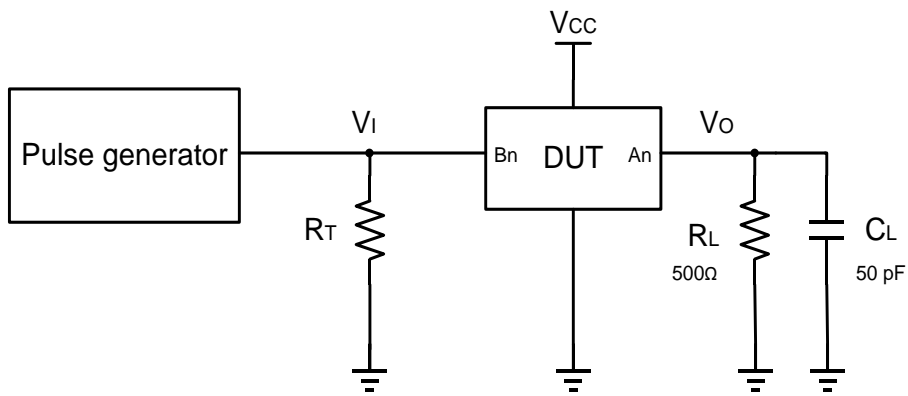 VCC
Pulse generator
VI
Bn
DUT
An
VO
RT
RL
500Ω
CL
50 pF